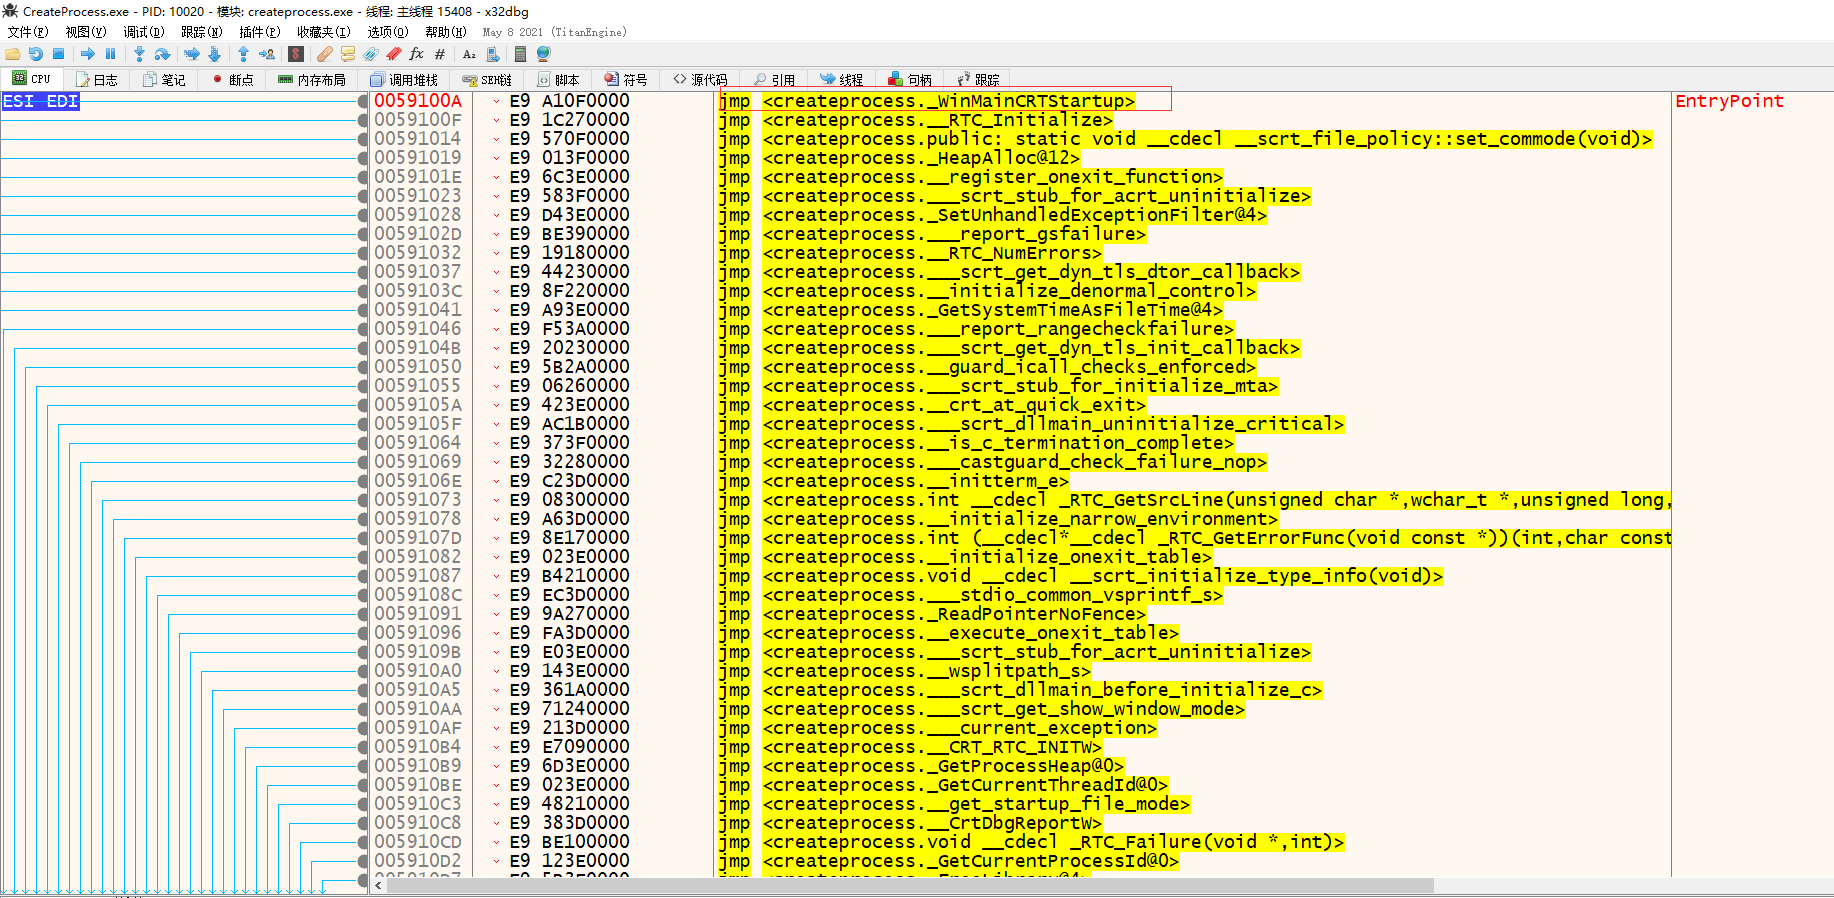 CreateProcess.exe - PID: 10020 - 模块: createprocess.exe - 线程: 主线程 15408 - x32dbg
文件(F) 视图(V) 调试(D) 跟踪(N) 插件(P) 收藏夹(I) 选项(O) 帮助(H) May 8 2021 (TitanEngine)
CPU 日志 笔记 断点 内存布局 调用堆栈 SEH链 脚本 符号 源代码 引用 线程 句柄 跟踪
ESI EDI 0059100A E9 A10F0000 jmp <createprocess._WinMainCRTStartup> EntryPoint
0059100F E9 1C270000 jmp <createprocess.__RTC_Initialize>
00591014 E9 570F0000 jmp <createprocess.public: static void __cdecl __scrt_file_policy::set_commode(void)>
00591019 E9 013F0000 jmp <createprocess._HeapAlloc@12>
0059101E E9 6C3E0000 jmp <createprocess.__register_onexit_function>
00591023 E9 583F0000 jmp <createprocess.___scrt_stub_for_acrt_uninitialize>
00591028 E9 D43E0000 jmp <createprocess._SetUnhandledExceptionFilter@4>
0059102D E9 BE390000 jmp <createprocess.___report_gsfailure>
00591032 E9 19180000 jmp <createprocess.__RTC_NumErrors>
00591037 E9 44230000 jmp <createprocess.___scrt_get_dyn_tls_dtor_callback>
0059103C E9 8F220000 jmp <createprocess.__initialize_denormal_control>
00591041 E9 A93E0000 jmp <createprocess._GetSystemTimeAsFileTime@4>
00591046 E9 F53A0000 jmp <createprocess.___report_rangecheckfailure>
0059104B E9 20230000 jmp <createprocess.___scrt_get_dyn_tls_init_callback>
00591050 E9 5B2A0000 jmp <createprocess.__guard_icall_checks_enforced>
00591055 E9 06260000 jmp <createprocess.___scrt_stub_for_initialize_mta>
0059105A E9 423E0000 jmp <createprocess.__crt_at_quick_exit>
0059105F E9 AC1B0000 jmp <createprocess.___scrt_dllmain_uninitialize_critical>
00591064 E9 373F0000 jmp <createprocess.__is_c_termination_complete>
00591069 E9 32280000 jmp <createprocess.___castguard_check_failure_nop>
0059106E E9 C23D0000 jmp <createprocess.__initterm_e>
00591073 E9 08300000 jmp <createprocess.int __cdecl _RTC_GetSrcLine(unsigned char *,wchar_t *,unsigned long,
00591078 E9 A63D0000 jmp <createprocess.__initialize_narrow_environment>
0059107D E9 8E170000 jmp <createprocess.int (__cdecl*__cdecl _RTC_GetErrorFunc(void const *))(int,char const
00591082 E9 023E0000 jmp <createprocess.__initialize_onexit_table>
00591087 E9 B4210000 jmp <createprocess.void __cdecl __scrt_initialize_type_info(void)>
0059108C E9 EC3D0000 jmp <createprocess.___stdio_common_vsprintf_s>
00591091 E9 9A270000 jmp <createprocess._ReadPointerNoFence>
00591096 E9 FA3D0000 jmp <createprocess.__execute_onexit_table>
0059109B E9 E03E0000 jmp <createprocess.___scrt_stub_for_acrt_uninitialize>
005910A0 E9 143E0000 jmp <createprocess.__wsplitpath_s>
005910A5 E9 361A0000 jmp <createprocess.___scrt_dllmain_before_initialize_c>
005910AA E9 71240000 jmp <createprocess.___scrt_get_show_window_mode>
005910AF E9 213D0000 jmp <createprocess.___current_exception>
005910B4 E9 E7090000 jmp <createprocess.__CRT_RTC_INITW>
005910B9 E9 6D3E0000 jmp <createprocess._GetProcessHeap@0>
005910BE E9 023E0000 jmp <createprocess._GetCurrentThreadId@0>
005910C3 E9 48210000 jmp <createprocess.__get_startup_file_mode>
005910C8 E9 383D0000 jmp <createprocess.__CrtDbgReportW>
005910CD E9 BE100000 jmp <createprocess.void __cdecl _RTC_Failure(void *,int)>
005910D2 E9 123E0000 jmp <createprocess._GetCurrentProcessId@0>